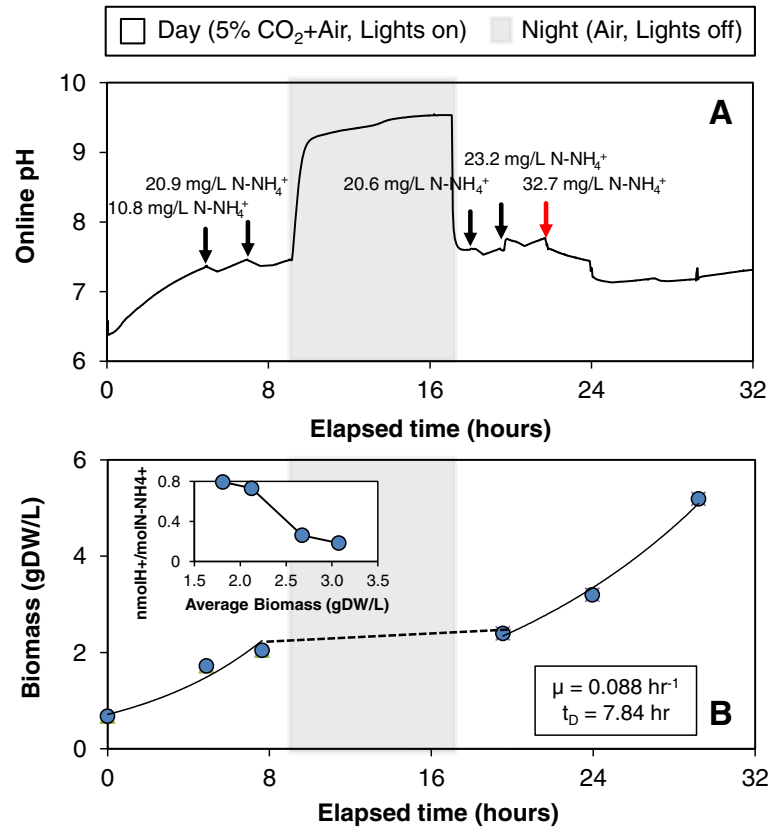 Day (5% CO₂+Air, Lights on) Night (Air, Lights off)
A
Online pH
10
9
8
7
6
20.9 mg/L N-NH₄⁺
10.8 mg/L N-NH₄⁺
23.2 mg/L N-NH₄⁺
20.6 mg/L N-NH₄⁺
32.7 mg/L N-NH₄⁺
0 8 16 24 32
Elapsed time (hours)
Biomass (gDW/L)
6
4
2
0
nmolH+/molN-NH4+
0.8
0.4
0
1.5 2.0 2.5 3.0 3.5
Average Biomass (gDW/L)
μ = 0.088 hr⁻¹
t_D = 7.84 hr
B
0 8 16 24 32
Elapsed time (hours)